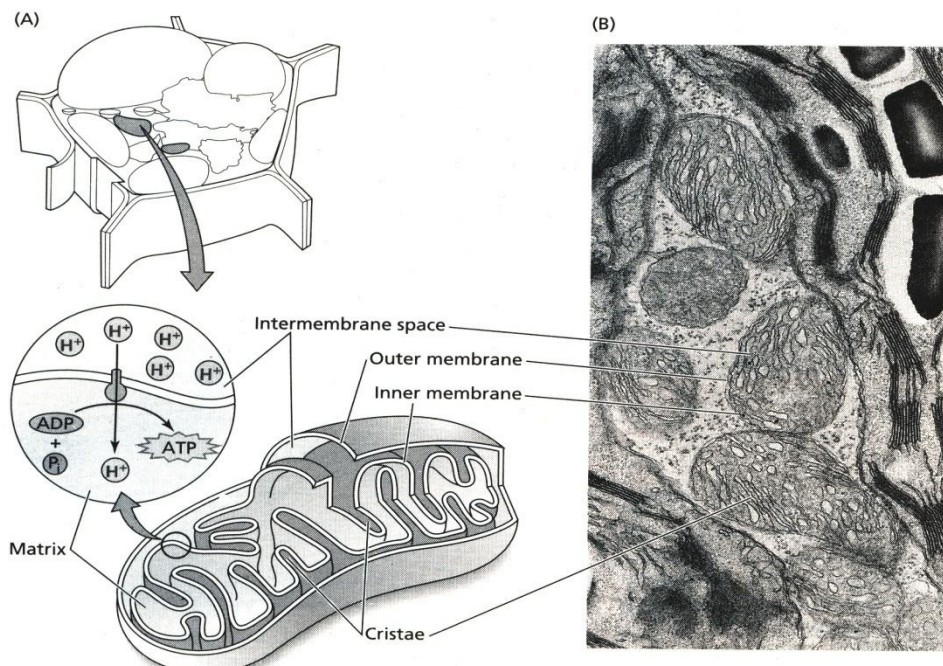 (A)
(B)
H⁺
H⁺
H⁺
H⁺
H⁺
H⁺
ADP
+
Pᵢ
ATP
H⁺
Intermembrane space
Outer membrane
Inner membrane
Matrix
Cristae